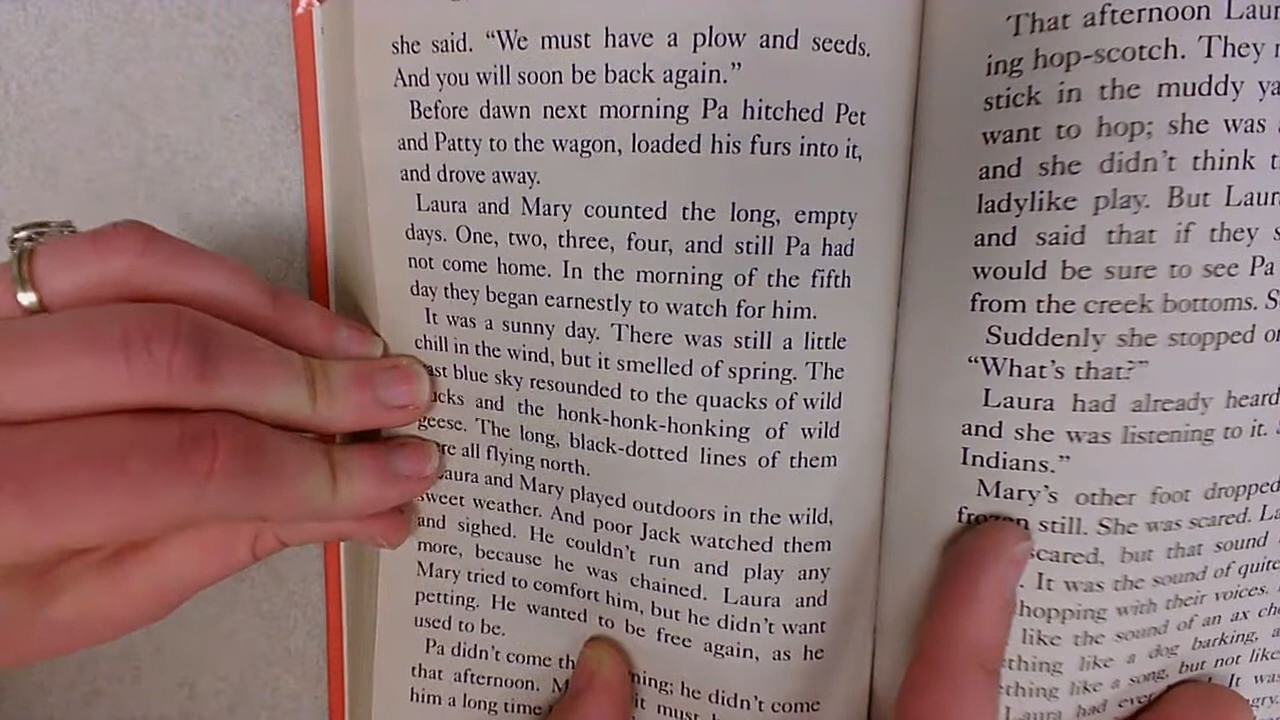 she said. “We must have a plow and seeds.
And you will soon be back again.”
Before dawn next morning Pa hitched Pet
and Patty to the wagon, loaded his furs into it,
and drove away.
Laura and Mary counted the long, empty
days. One, two, three, four, and still Pa had
not come home. In the morning of the fifth
day they began earnestly to watch for him.
It was a sunny day. There was still a little
chill in the wind, but it smelled of spring. The
blue sky resounded to the quacks of wild
and the honk-honk-honking of wild
geese. The long, black-dotted lines of them
all flying north.
Laura and Mary played outdoors in the wild,
sweet weather. And poor Jack watched them
and sighed. He couldn’t run and play any
more, because he was chained. Laura and
Mary tried to comfort him, but he didn’t want
petting. He wanted to be free again, as he
used to be.
Pa didn’t come he didn’t come
that afternoon. it must
him a long time
That afternoon
ing hop-scotch. They
stick in the muddy
want to hop; she was
and she didn’t think
ladylike play. But
and said that if they
would be sure to see Pa
from the creek bottoms.
Suddenly she stopped
“What’s that?”
Laura had already heard
and she was listening to it.
Indians.”
Mary’s other foot dropped
frozen still. She was scared.
scared, but that sound
It was the sound of quite
with their voices.
like the sound of an ax
like a dog barking,
like a song, but not like
It was
Laura had